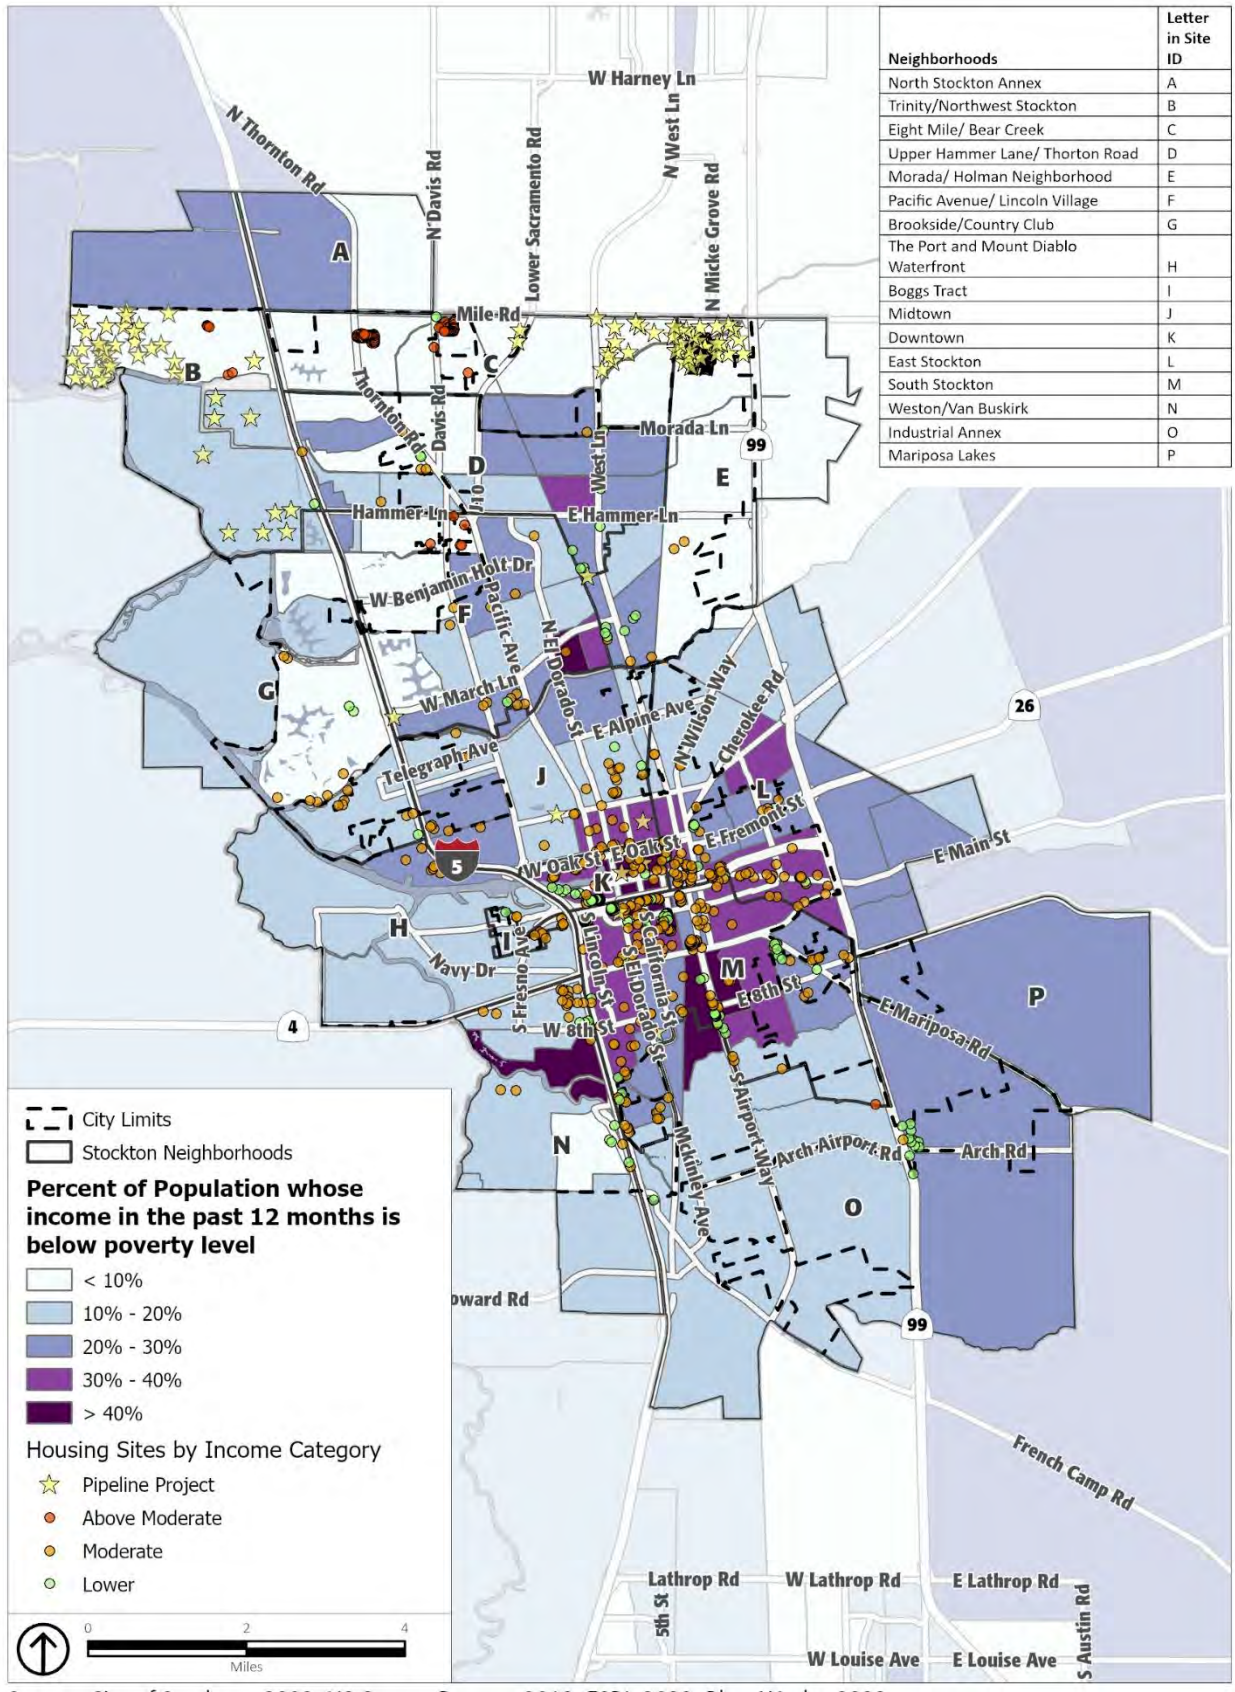 Neighborhoods Letter in Site ID
North Stockton Annex A
Trinity/Northwest Stockton B
Eight Mile/ Bear Creek C
Upper Hammer Lane/ Thorton Road D
Morada/ Holman Neighborhood E
Pacific Avenue/ Lincoln Village F
Brookside/Country Club G
The Port and Mount Diablo
Waterfront H
Boggs Tract I
Midtown J
Downtown K
East Stockton L
South Stockton M
Weston/Van Buskirk N
Industrial Annex O
Mariposa Lakes P
W Harney Ln
N Thornton Rd
N Davis Rd
Lower Sacramento Rd
N West Ln
N Micke Grove Rd
A
Mile Rd
B
C
Thornton Rd
Davis Rd
Morada Ln
West Ln
99
D
E
J10
Hammer Ln
E Hammer Ln
W Benjamin Holt Dr
F
Pacific Ave
N El Dorado St
G
W March Ln
N Wilson Way
Cherokee Rd
26
E Alpine Ave
Telegraph Ave
J
L
E Fremont St
E Main St
5
W Oak St
E Oak St
K
H
I
S Fresno Ave
S Lincoln St
S El Dorado St
S California St
Navy Dr
M
E 8th St
P
4
W 8th St
E Mariposa Rd
S Airport Way
N
Mckinley Ave
Arch Airport Rd
Arch Rd
O
oward Rd
99
French Camp Rd
Lathrop Rd
W Lathrop Rd
E Lathrop Rd
5th St
S Austin Rd
W Louise Ave
E Louise Ave
City Limits
Stockton Neighborhoods
Percent of Population whose
income in the past 12 months is
below poverty level
< 10%
10% - 20%
20% - 30%
30% - 40%
> 40%
Housing Sites by Income Category
Pipeline Project
Above Moderate
Moderate
Lower
0 2 4
Miles